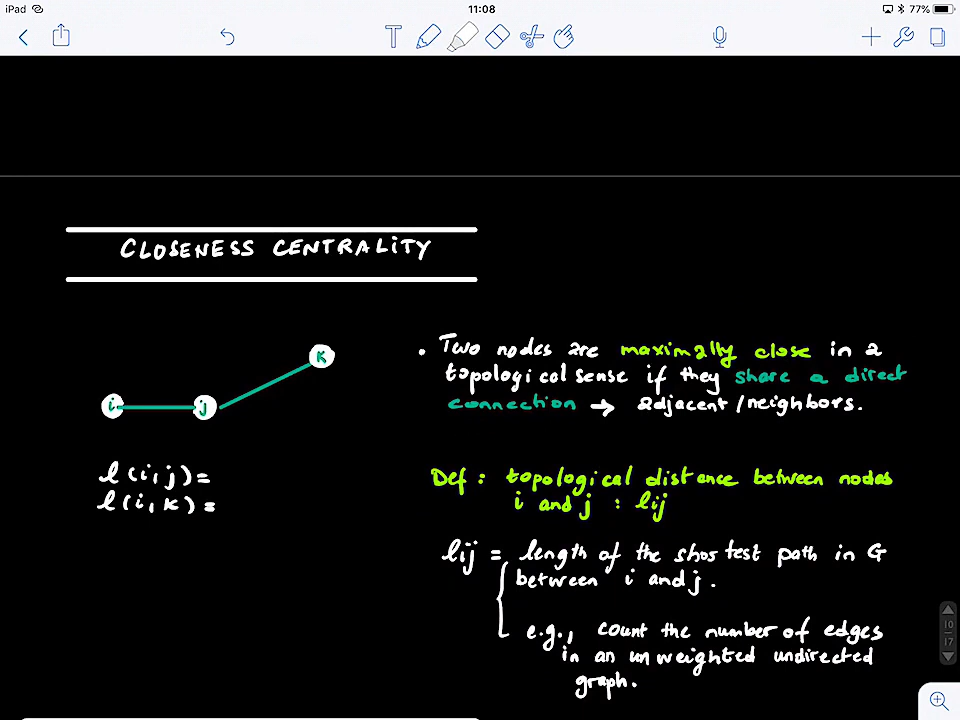 iPad 11:08 77%
T
CLOSENESS CENTRALITY
K
i j
l(i,j)=
l(i,k)=
• Two nodes are maximally close in a
topological sense if they share a direct
connection → adjacent/neighbors.
Def: topological distance between nodes
i and j : lij
lij = length of the shortest path in G
between i and j.
e.g., count the number of edges
in an unweighted undirected
graph.
10
17